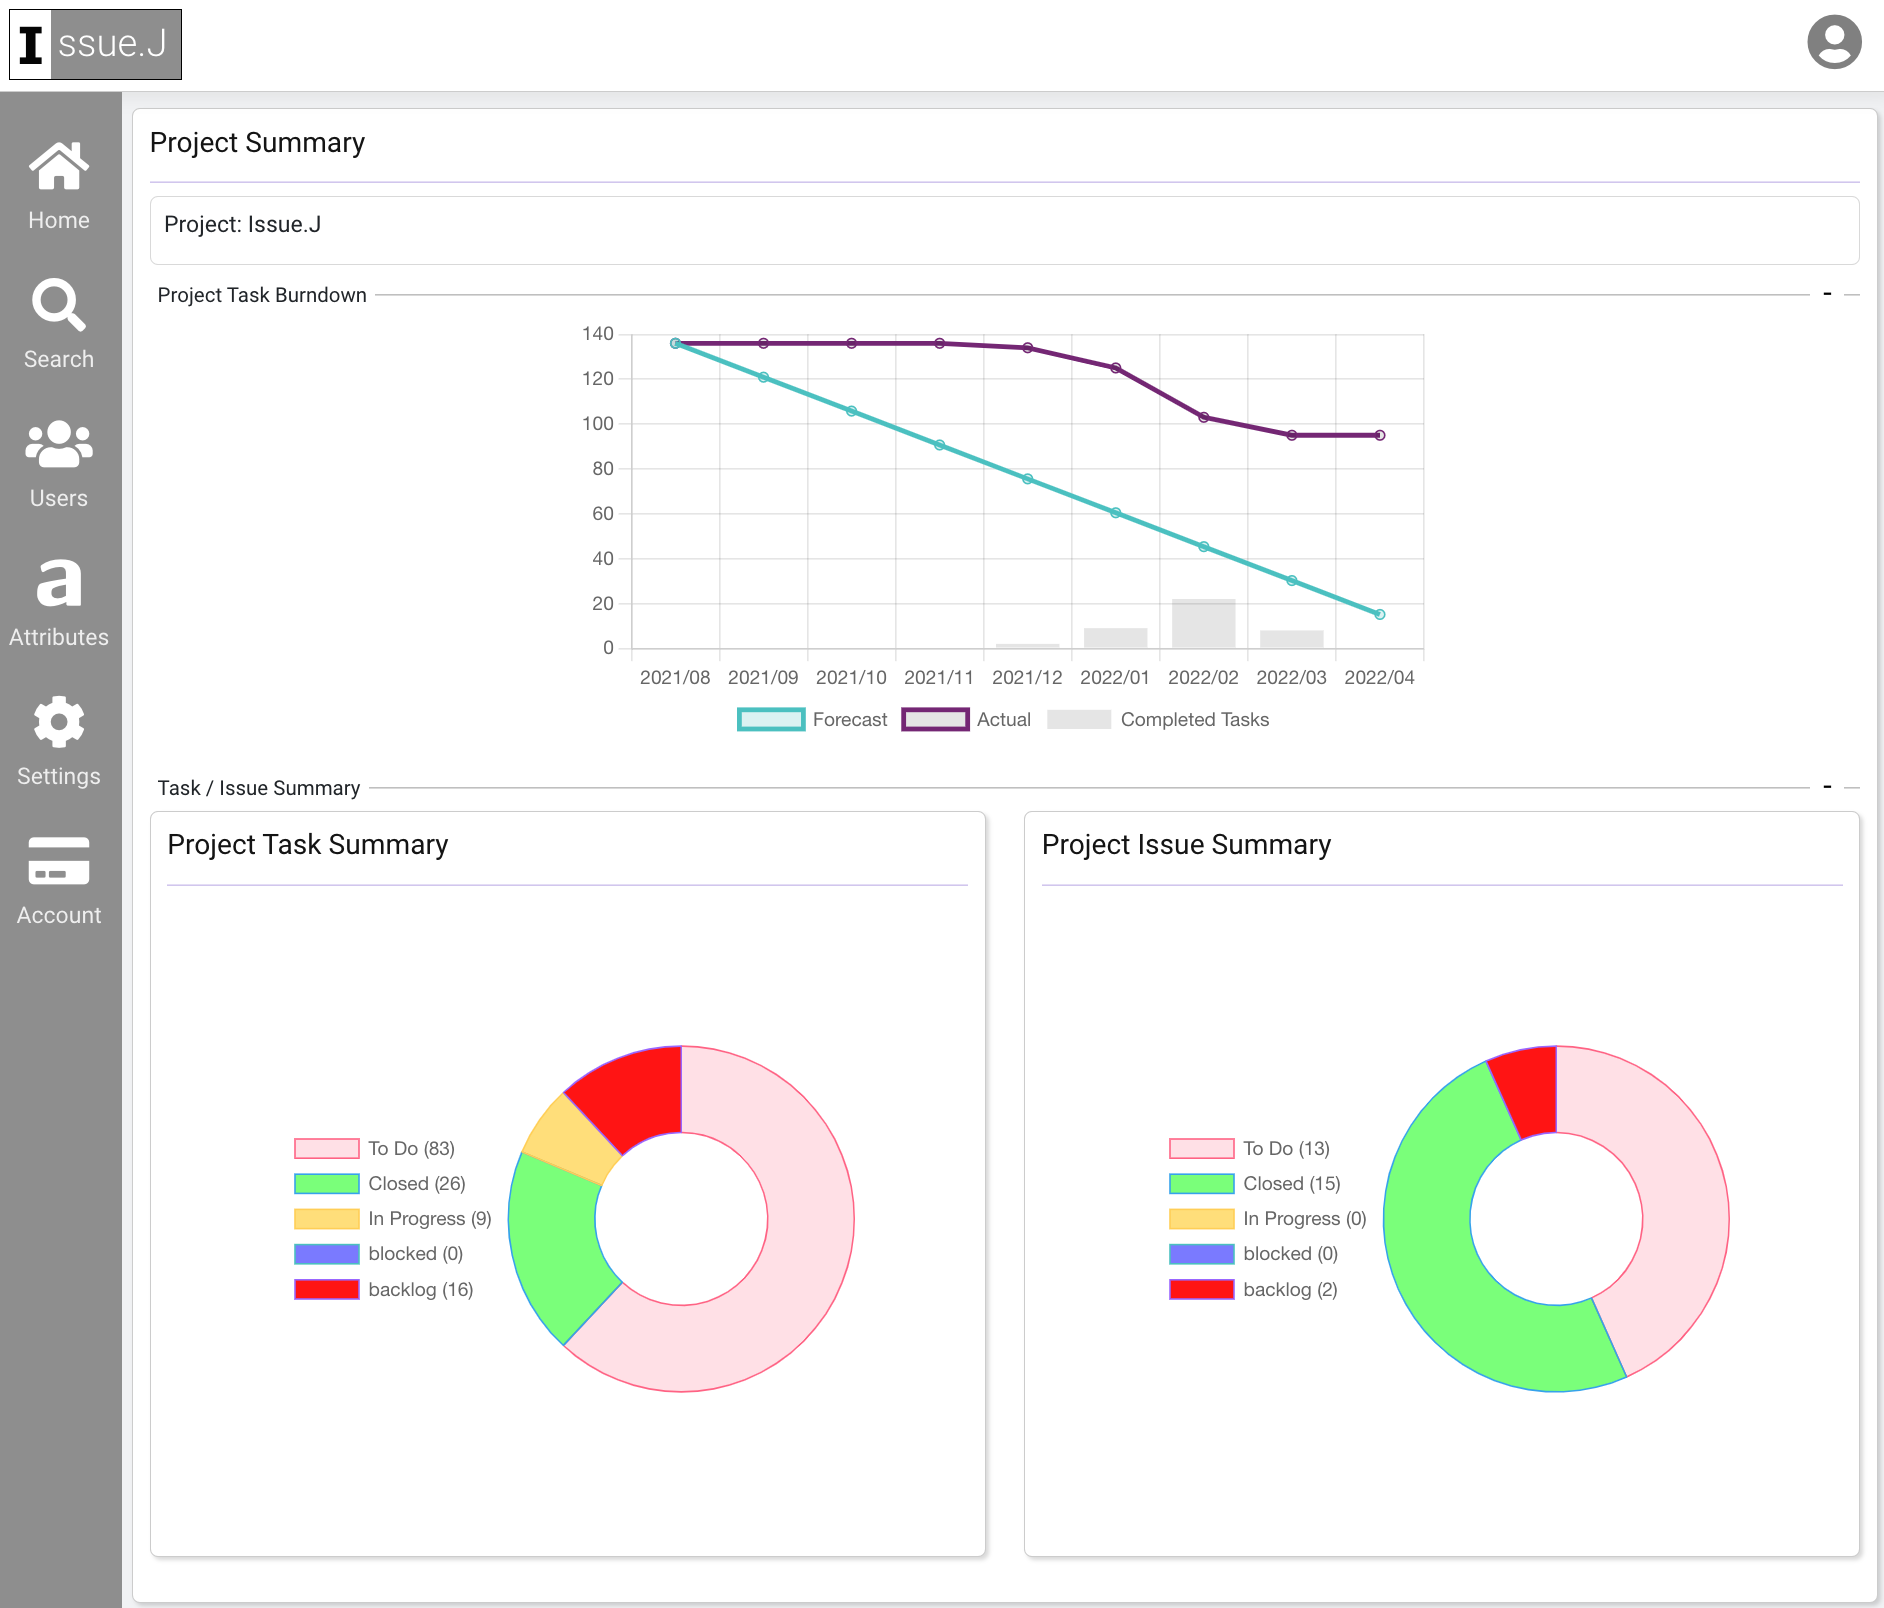 Issue.J
Home
Search
Users
Attributes
Settings
Account
Project Summary
Project: Issue.J
Project Task Burndown -
140
120
100
80
60
40
20
0
2021/08 2021/09 2021/10 2021/11 2021/12 2022/01 2022/02 2022/03 2022/04
Forecast Actual Completed Tasks
Task / Issue Summary -
Project Task Summary
To Do (83)
Closed (26)
In Progress (9)
blocked (0)
backlog (16)
Project Issue Summary
To Do (13)
Closed (15)
In Progress (0)
blocked (0)
backlog (2)